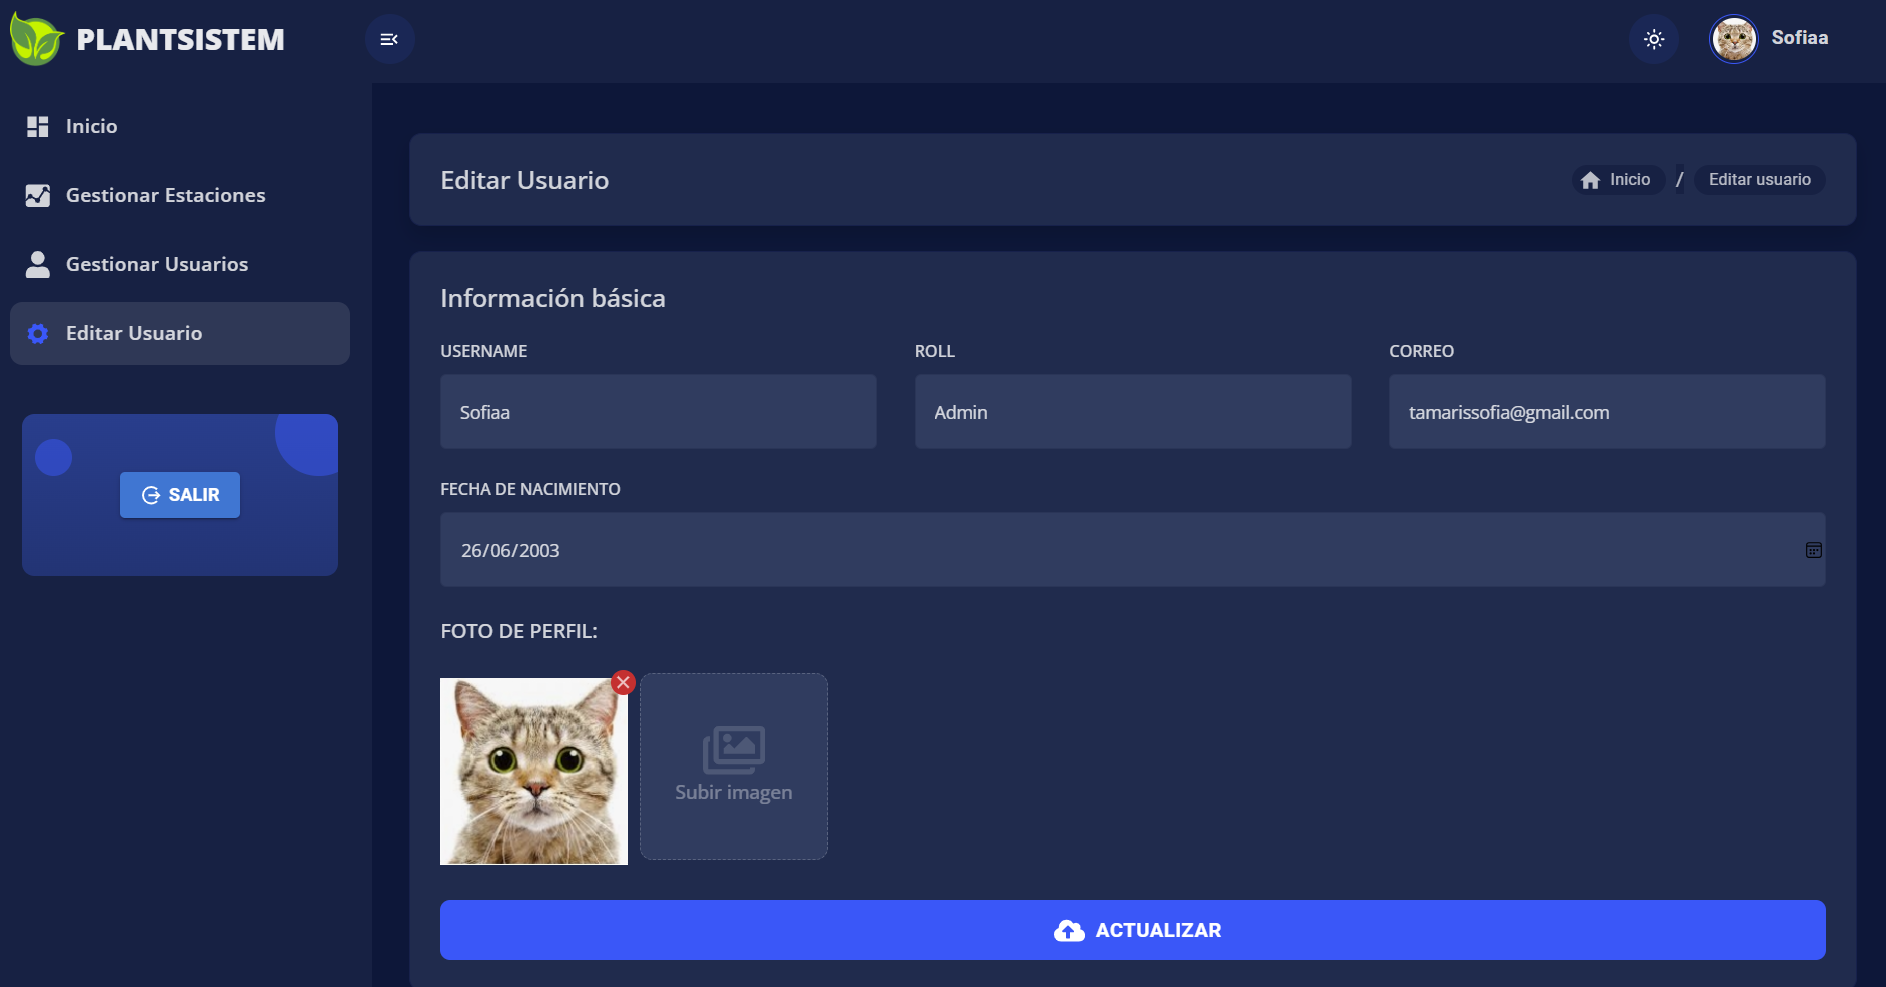 PLANTSISTEM
Sofiaa
Inicio
Gestionar Estaciones
Gestionar Usuarios
Editar Usuario
SALIR
Editar Usuario
Inicio / Editar usuario
Información básica
USERNAME ROLL CORREO
Sofiaa Admin tamarissofia@gmail.com
FECHA DE NACIMIENTO
26/06/2003
FOTO DE PERFIL:
Subir imagen
ACTUALIZAR